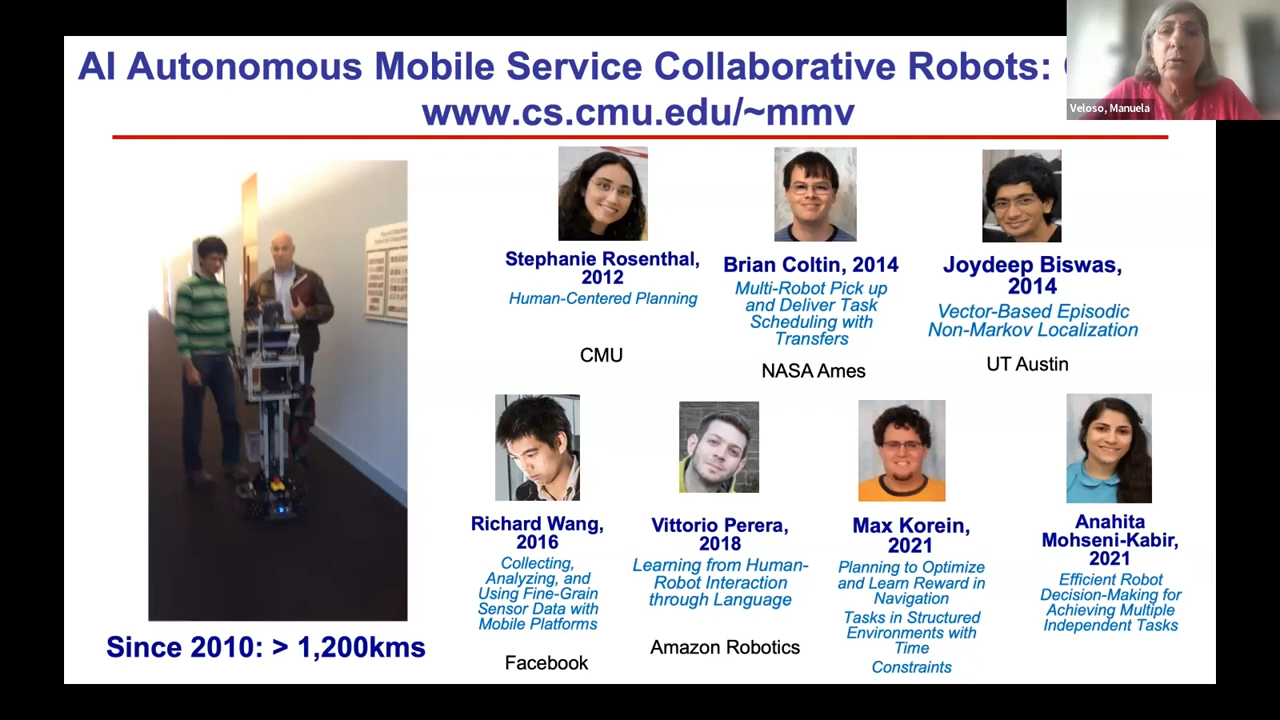 AI Autonomous Mobile Service Collaborative Robots:
www.cs.cmu.edu/~mmv
Veloso, Manuela
Stephanie Rosenthal,
2012
Human-Centered Planning
CMU
Brian Coltin, 2014
Multi-Robot Pick up
and Deliver Task
Scheduling with
Transfers
NASA Ames
Joydeep Biswas,
2014
Vector-Based Episodic
Non-Markov Localization
UT Austin
Richard Wang,
2016
Collecting,
Analyzing, and
Using Fine-Grain
Sensor Data with
Mobile Platforms
Facebook
Vittorio Perera,
2018
Learning from Human-
Robot Interaction
through Language
Amazon Robotics
Max Korein,
2021
Planning to Optimize
and Learn Reward in
Navigation
Tasks in Structured
Environments with
Time
Constraints
Anahita
Mohseni-Kabir,
2021
Efficient Robot
Decision-Making for
Achieving Multiple
Independent Tasks
Since 2010: > 1,200kms